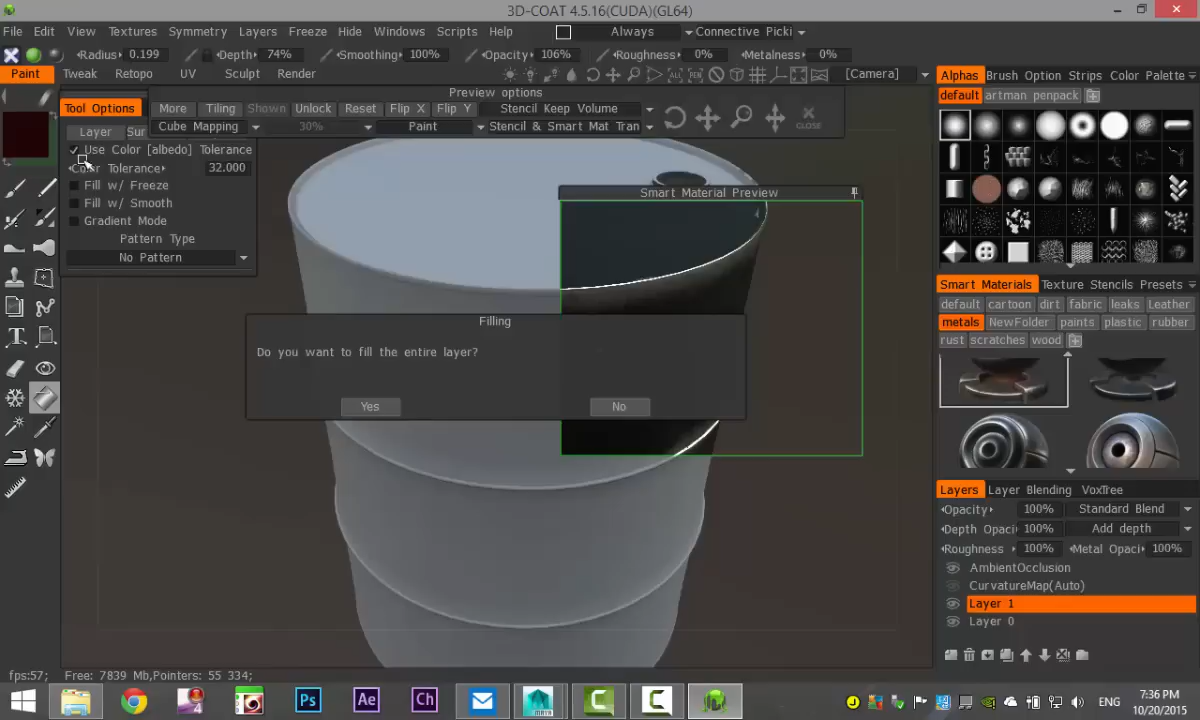 3D-COAT 4.5.16(CUDA)(GL64)
File Edit View Textures Symmetry Layers Freeze Hide Windows Scripts Help Always Connective Picki
Radius 0.199 Depth 74% Smoothing 100% Opacity 106% Roughness 0% Metalness 0%
Paint Tweak Retopo UV Sculpt Render [Camera] Alphas Brush Option Strips Color Palette
Preview options
default artman penpack
Tool Options More Tiling Shown Unlock Reset Flip X Flip Y Stencil Keep Volume
Cube Mapping 30% Paint Stencil & Smart Mat Tran CLOSE
Layer Sur
Use Color [albedo] Tolerance
Color Tolerance 32.000
Fill w/ Freeze
Fill w/ Smooth
Gradient Mode
Pattern Type
No Pattern
Smart Material Preview
Filling
Do you want to fill the entire layer?
Yes No
Smart Materials Texture Stencils Presets
default cartoon dirt fabric leaks Leather
metals NewFolder paints plastic rubber
rust scratches wood
Layers Layer Blending VoxTree
Opacity 100% Standard Blend
Depth Opaci 100% Add depth
Roughness 100% Metal Opaci 100%
AmbientOcclusion
CurvatureMap(Auto)
Layer 1
Layer 0
fps:57; Free: 7839 Mb,Pointers: 55 334;
4 Ps Ae Ch MAYA ENG 7:36 PM
10/20/2015